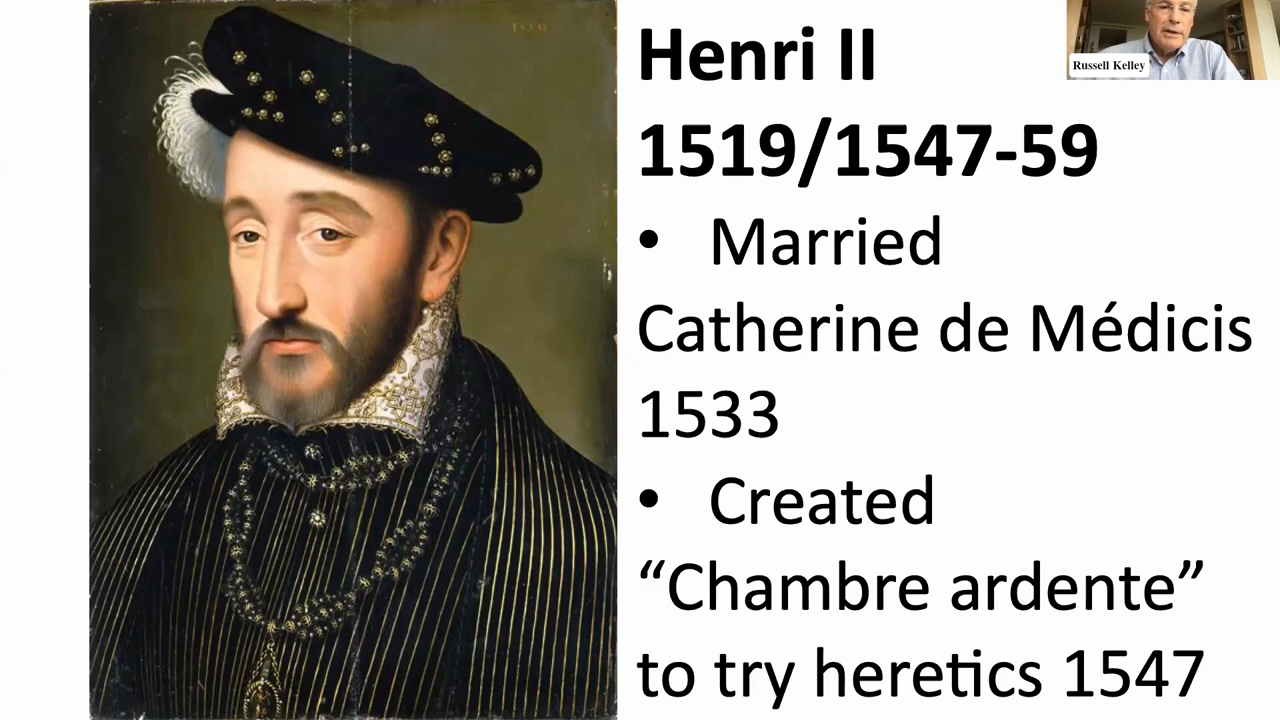 Henri II
Russell Kelley
1519/1547-59
• Married
Catherine de Médicis
1533
• Created
“Chambre ardente”
to try heretics 1547